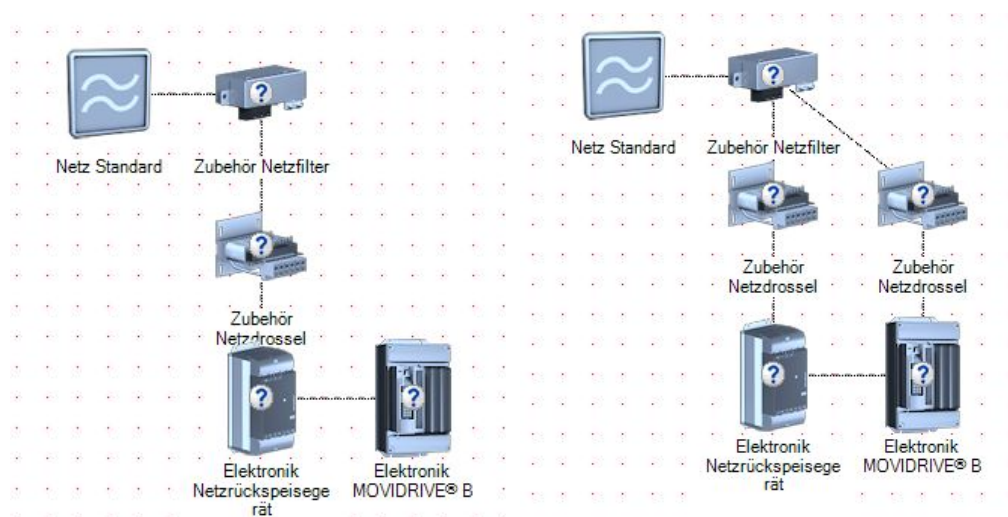 Netz Standard
Zubehör Netzfilter
Zubehör
Netzdrossel
Elektronik
Netzrückspeisege
rät
Elektronik
MOVIDRIVE® B
Netz Standard
Zubehör Netzfilter
Zubehör
Netzdrossel
Zubehör
Netzdrossel
Elektronik
Netzrückspeisege
rät
Elektronik
MOVIDRIVE® B